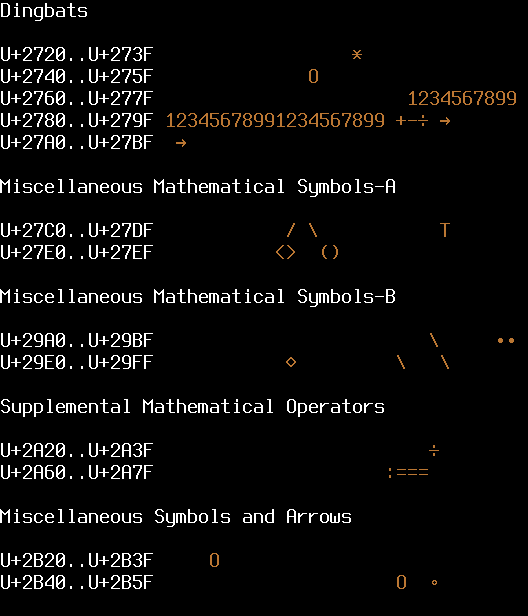 Dingbats
U+2720..U+273F                  *
U+2740..U+275F              O
U+2760..U+277F                       1234567899
U+2780..U+279F 12345678991234567899 +−÷ →
U+27A0..U+27BF  →
Miscellaneous Mathematical Symbols-A
U+27C0..U+27DF            / \           T
U+27E0..U+27EF           <>  ()
Miscellaneous Mathematical Symbols-B
U+29A0..U+29BF                         \     ••
U+29E0..U+29FF            ⋄         \   \
Supplemental Mathematical Operators
U+2A20..U+2A3F                         ÷
U+2A60..U+2A7F                     :===
Miscellaneous Symbols and Arrows
U+2B20..U+2B3F     O
U+2B40..U+2B5F                      O  ∘